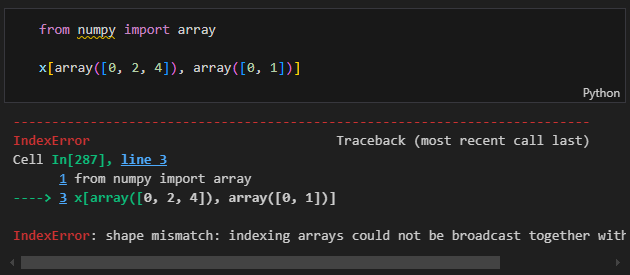 from numpy import array
x[array([0, 2, 4]), array([0, 1])]
Python
---------------------------------------------------------------------------
IndexError                                Traceback (most recent call last)
Cell In[287], line 3
      1 from numpy import array
----> 3 x[array([0, 2, 4]), array([0, 1])]
IndexError: shape mismatch: indexing arrays could not be broadcast together with